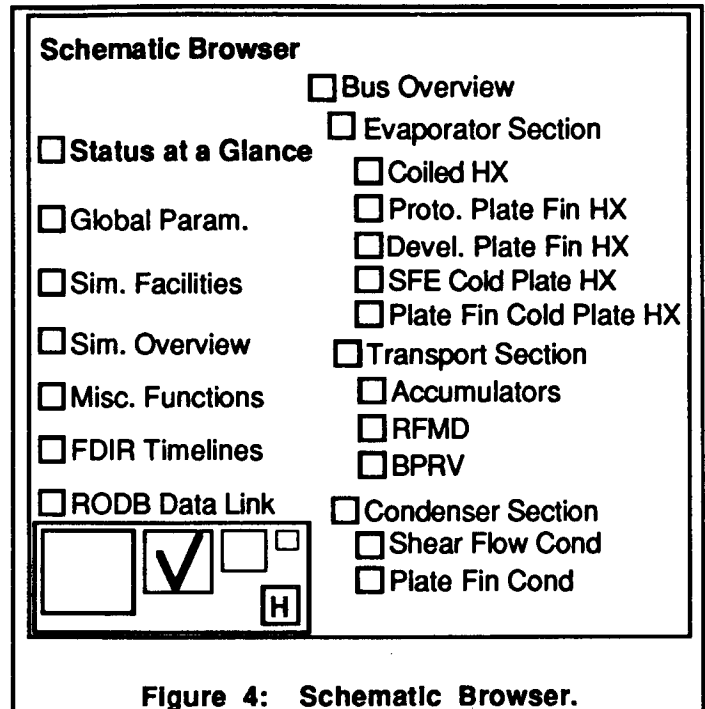 Schematic Browser
Status at a Glance
Global Param.
Sim. Facilities
Sim. Overview
Misc. Functions
FDIR Timelines
RODB Data Link
H
Bus Overview
Evaporator Section
Coiled HX
Proto. Plate Fin HX
Devel. Plate Fin HX
SFE Cold Plate HX
Plate Fin Cold Plate HX
Transport Section
Accumulators
RFMD
BPRV
Condenser Section
Shear Flow Cond
Plate Fin Cond
Figure 4: Schematic Browser.